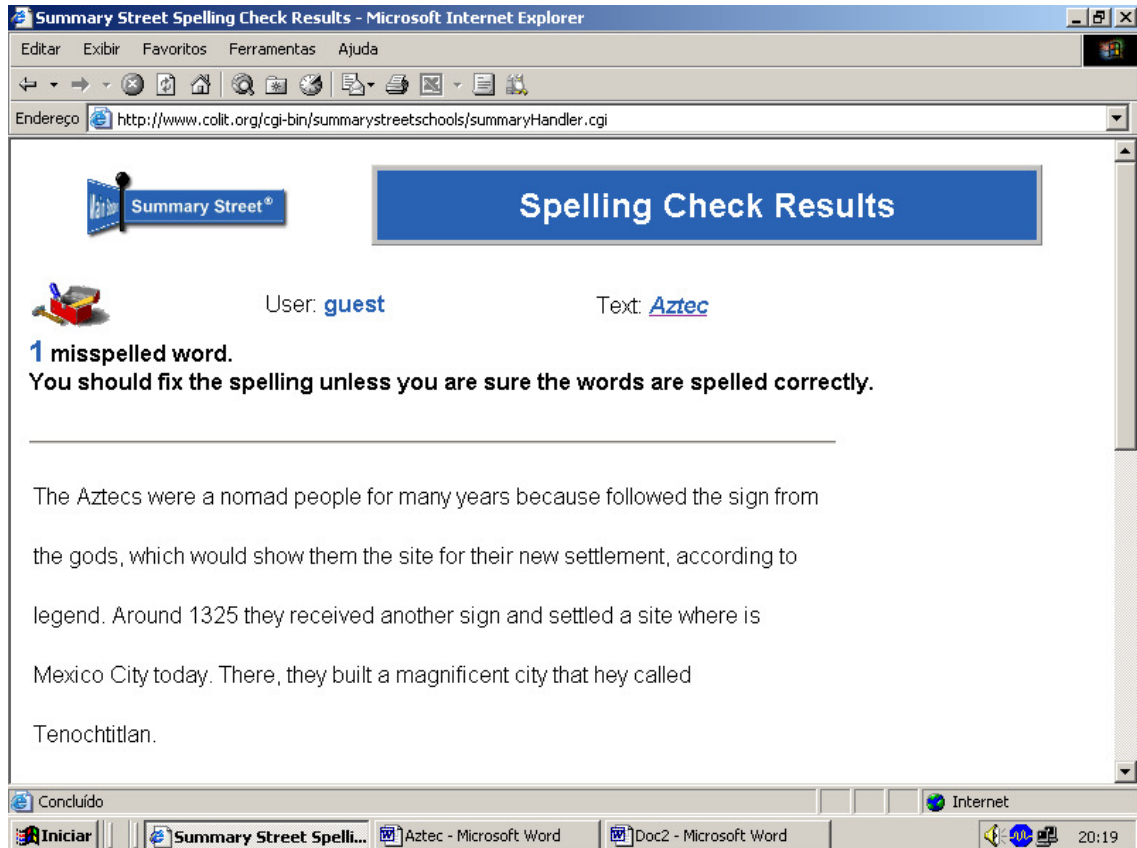 Summary Street Spelling Check Results - Microsoft Internet Explorer
Editar Exibir Favoritos Ferramentas Ajuda
Endereço http://www.colit.org/cgi-bin/summarystreetschools/summaryHandler.cgi
Summary Street®
Spelling Check Results
User: guest Text: Aztec
1 misspelled word.
You should fix the spelling unless you are sure the words are spelled correctly.
The Aztecs were a nomad people for many years because followed the sign from
the gods, which would show them the site for their new settlement, according to
legend. Around 1325 they received another sign and settled a site where is
Mexico City today. There, they built a magnificent city that hey called
Tenochtitlan.
Concluído Internet
Iniciar Summary Street Spelli... Aztec - Microsoft Word Doc2 - Microsoft Word 20:19